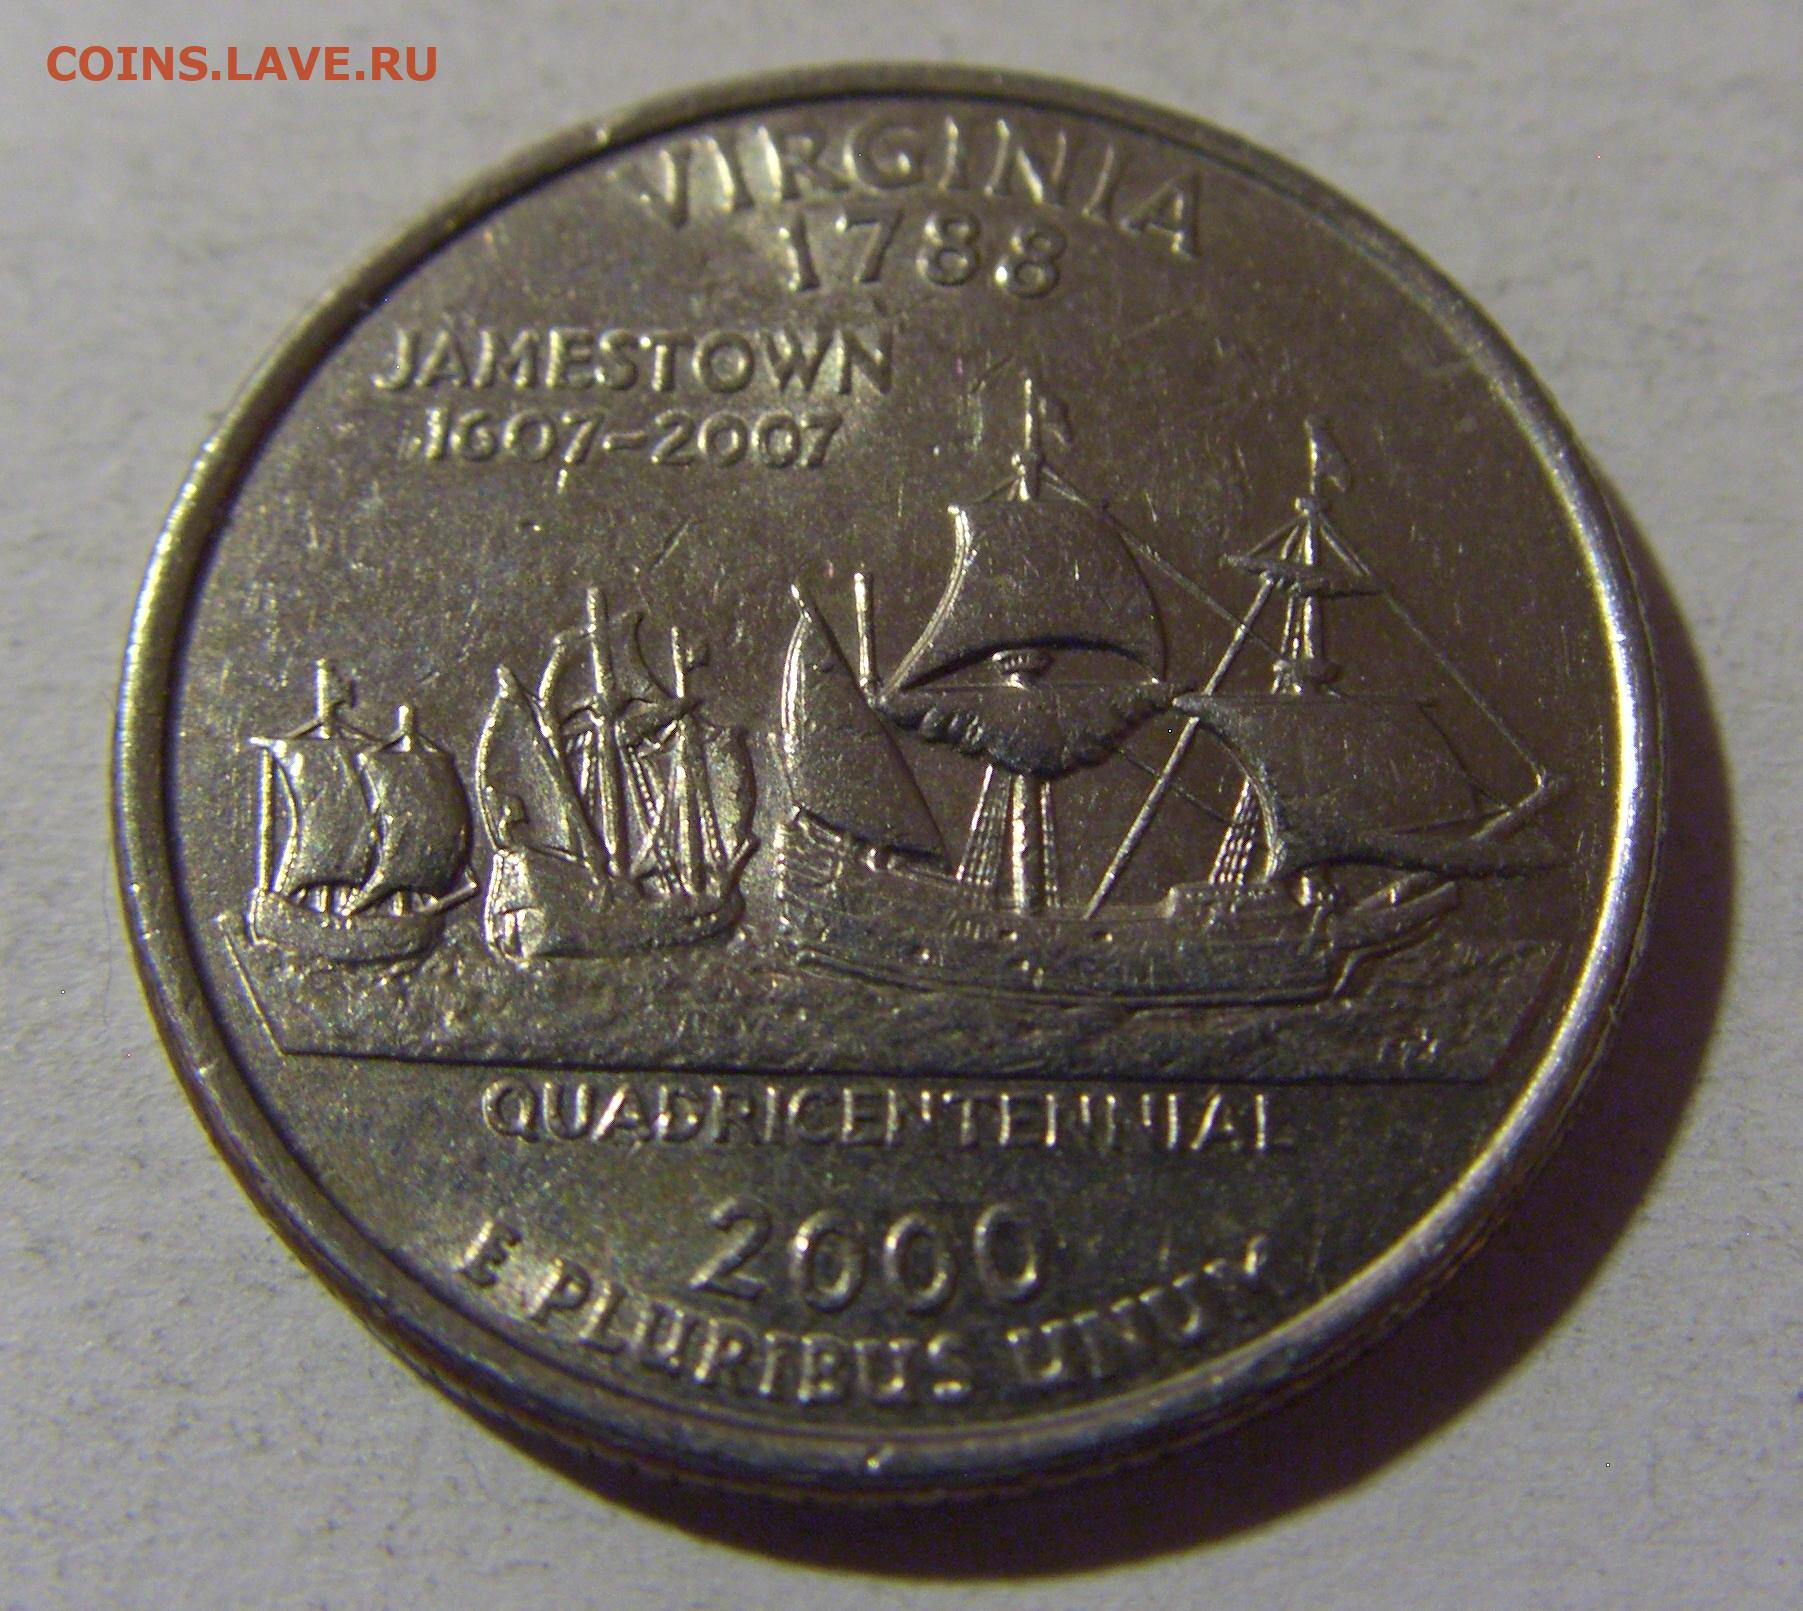 COINS.LAVE.RU
VIRGINIA
1788
JAMESTOWN
1607-2007
QUADRICENTENNIAL
2000
E PLURIBUS UNUM